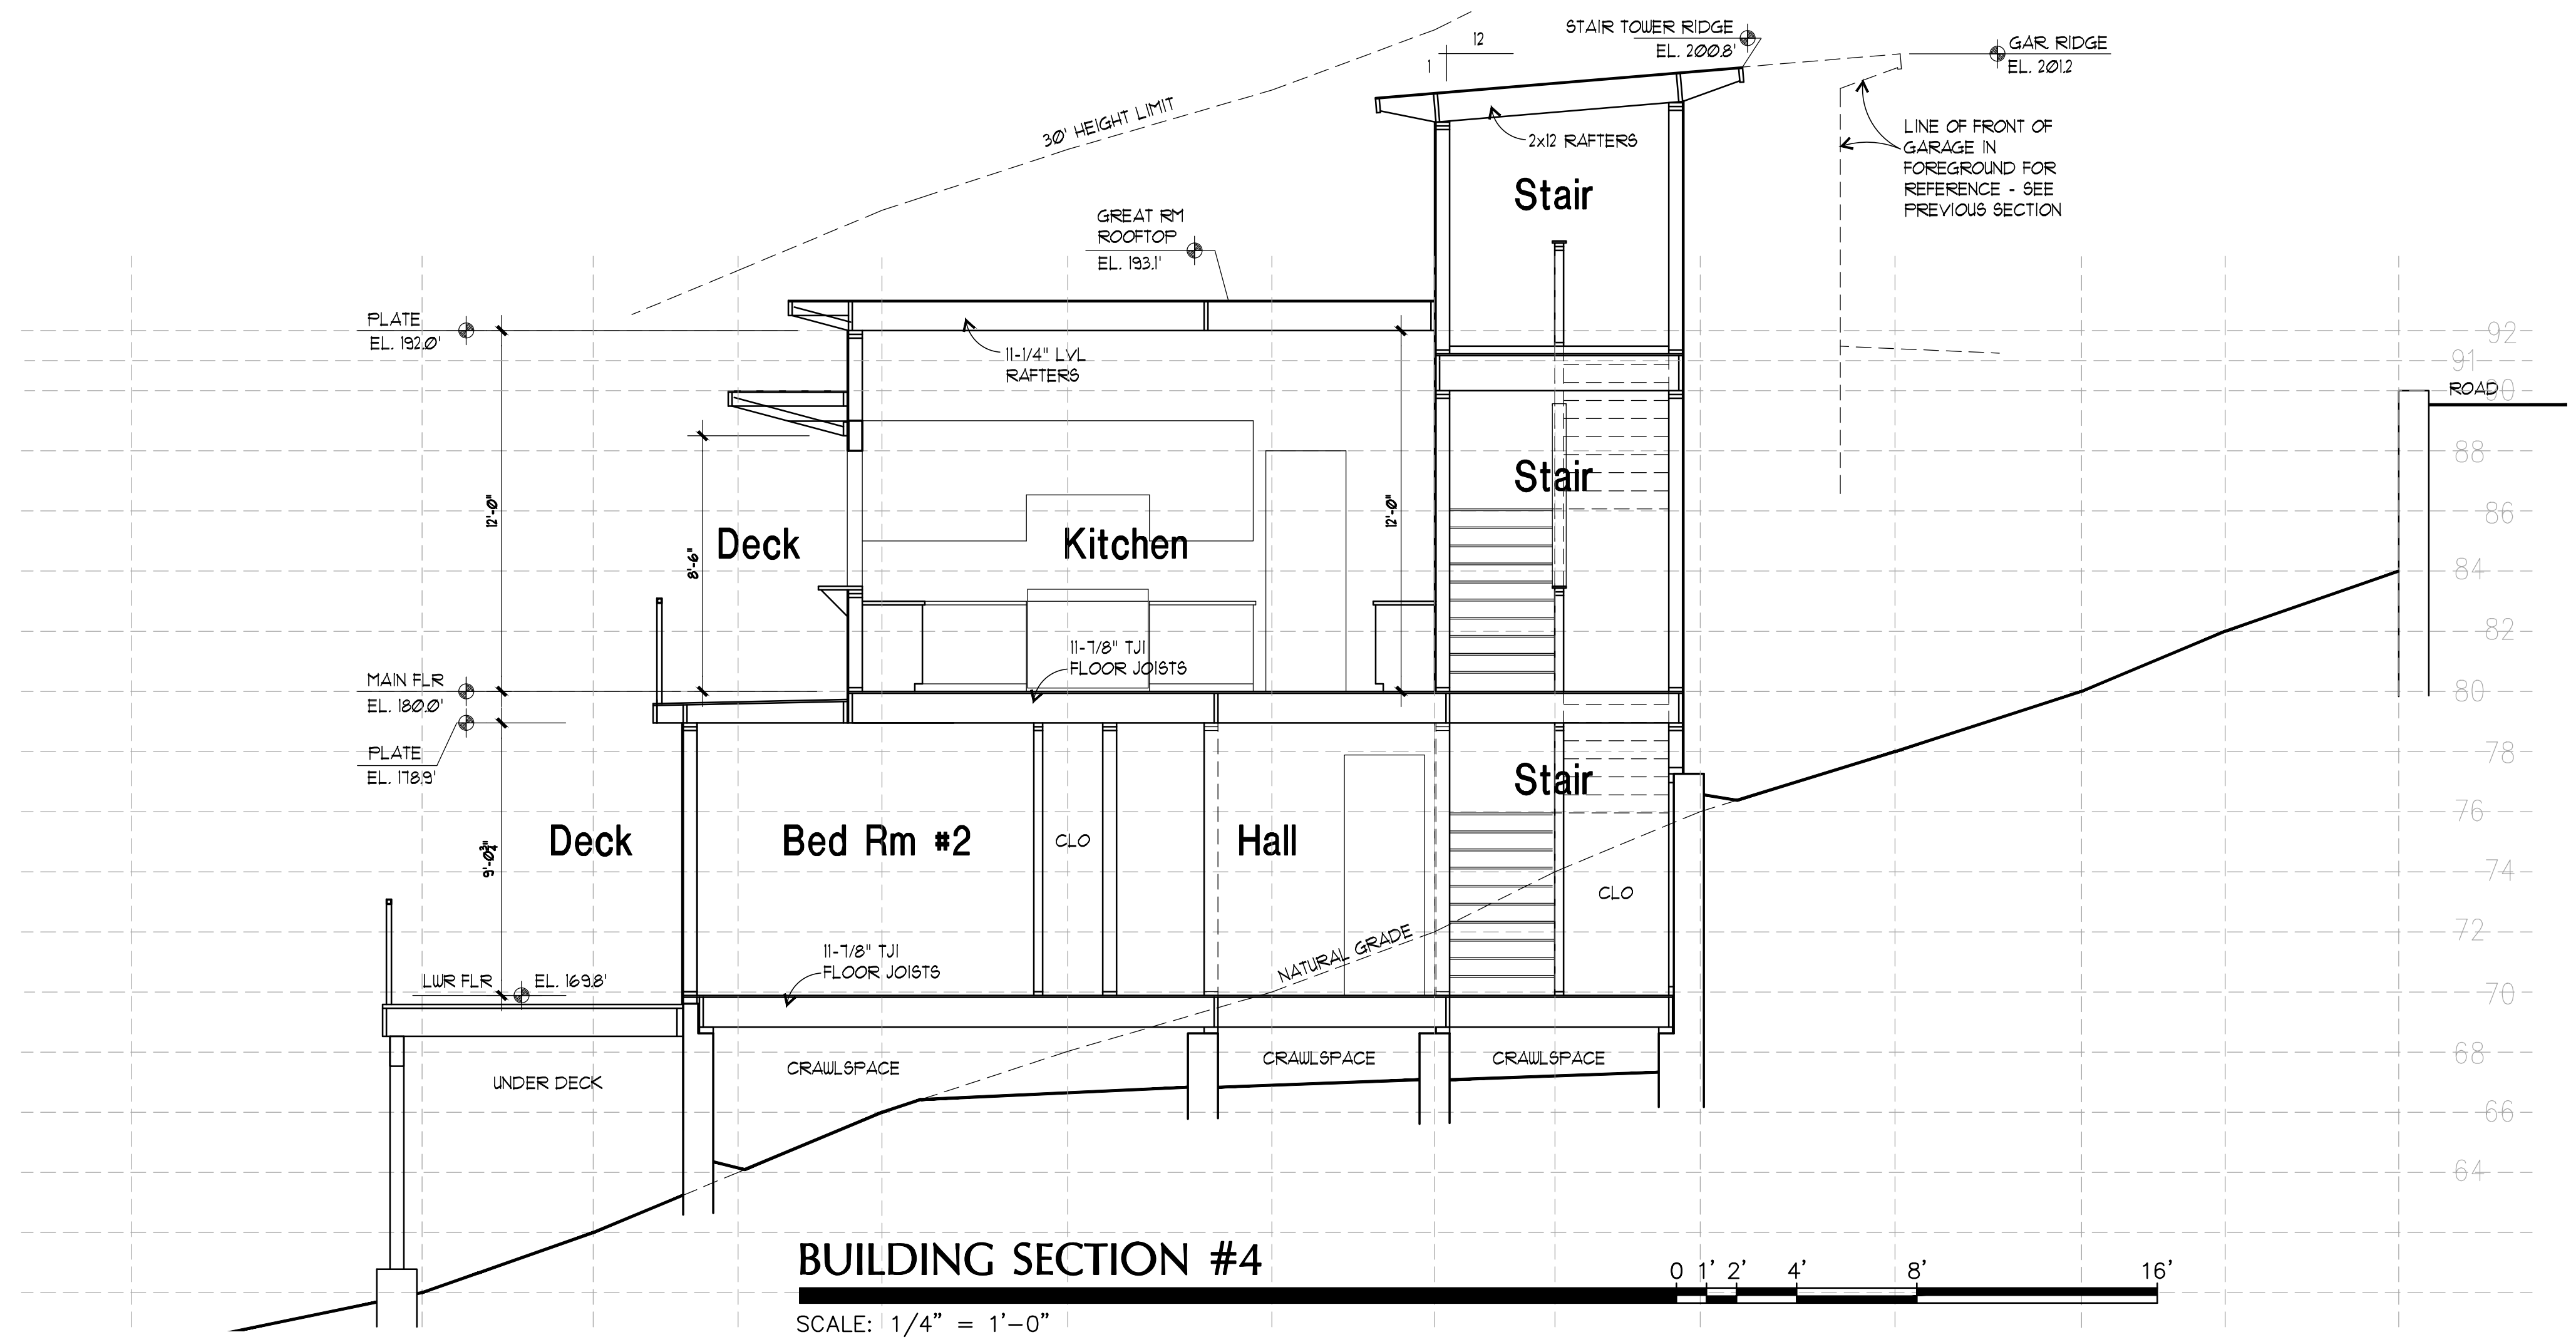 STAIR TOWER RIDGE
EL. 200.8'
12
1
GAR. RIDGE
EL. 201.2
30' HEIGHT LIMIT
2x12 RAFTERS
LINE OF FRONT OF
GARAGE IN
FOREGROUND FOR
REFERENCE - SEE
PREVIOUS SECTION
Stair
GREAT RM
ROOFTOP
EL. 193.1'
PLATE
EL. 192.0'
11-1/4" LVL
RAFTERS
92
91
90
ROAD
88
86
84
82
80
78
76
74
72
70
68
66
64
12'-0"
8'-6"
Deck
Kitchen
12'-0"
Stair
11-7/8" TJI
FLOOR JOISTS
MAIN FLR
EL. 180.0'
PLATE
EL. 178.9'
9'-0¾"
Deck
Bed Rm #2
CLO
Hall
Stair
CLO
NATURAL GRADE
11-7/8" TJI
FLOOR JOISTS
LWR FLR
EL. 169.8'
UNDER DECK
CRAWLSPACE
CRAWLSPACE
CRAWLSPACE
BUILDING SECTION #4
0 1' 2' 4' 8' 16'
SCALE: 1/4" = 1'-0"